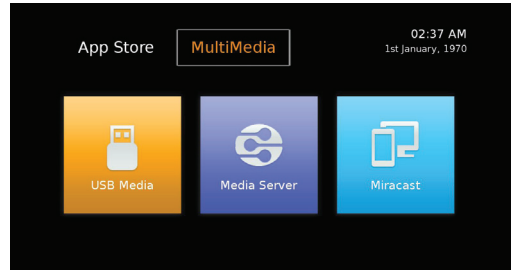 App Store
MultiMedia
02:37 AM
1st January, 1970
USB Media
Media Server
Miracast